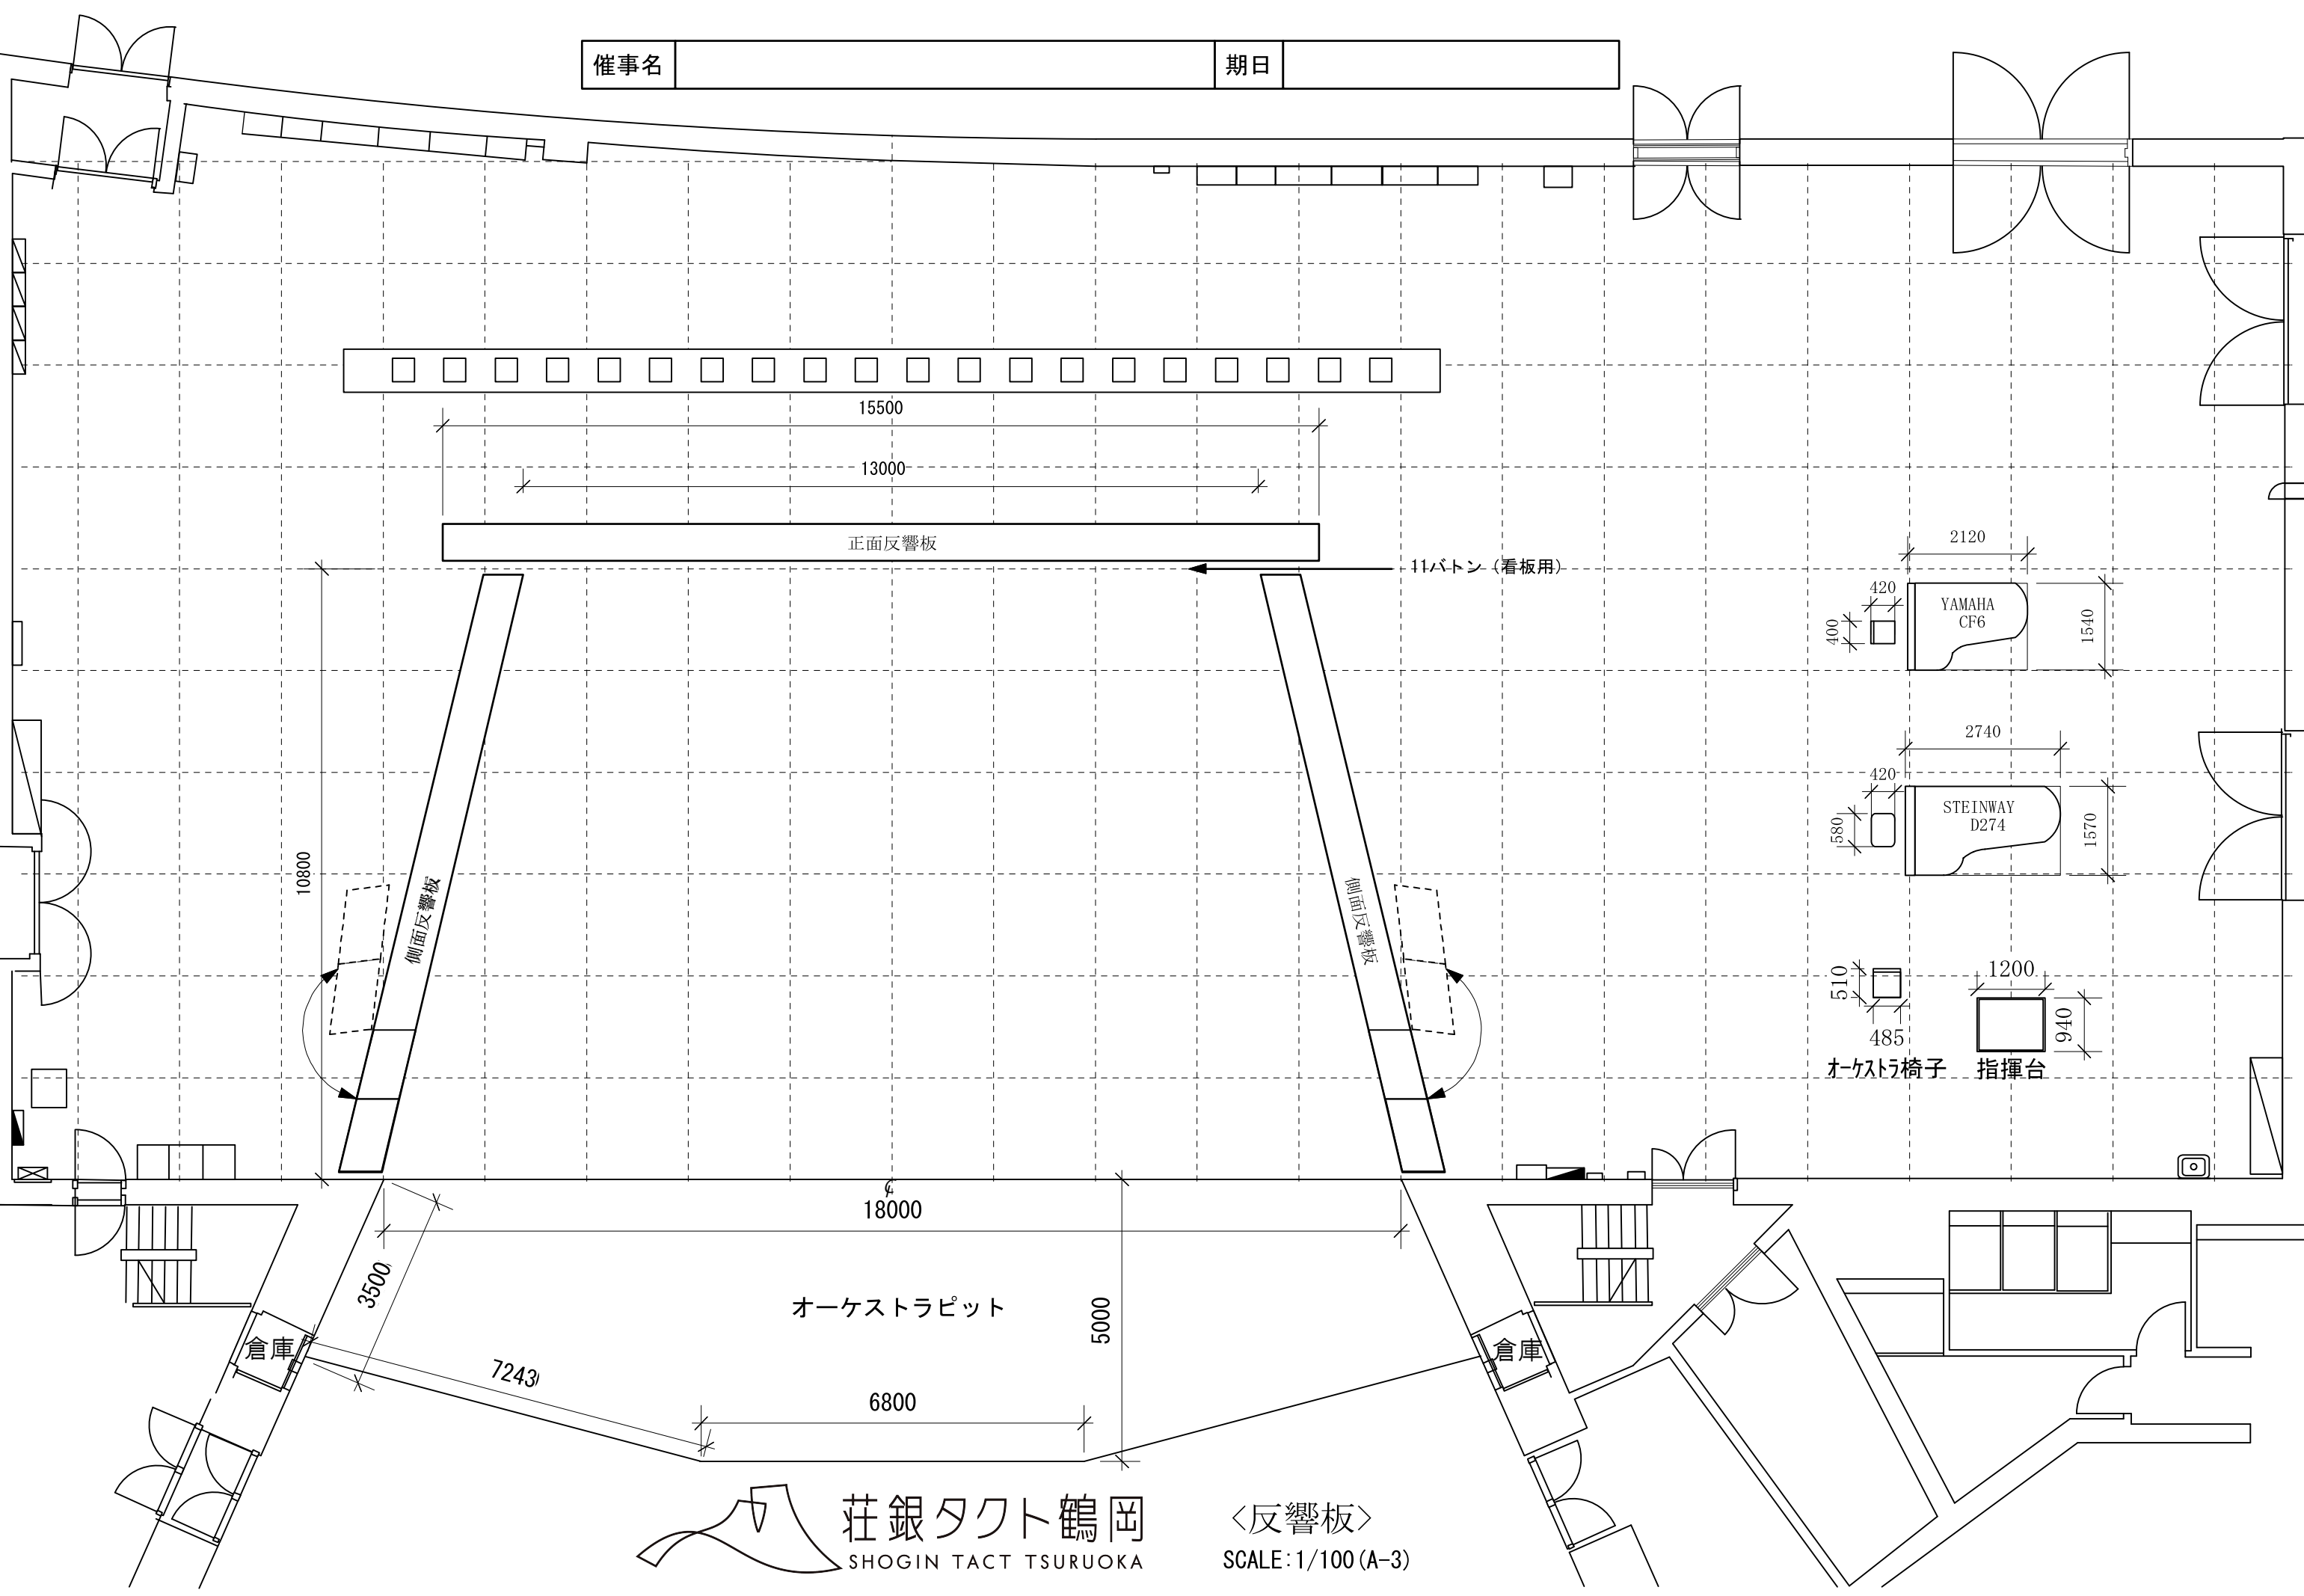 催事名
期日
15500
13000
正面反響板
11バトン（看板用）
2120
420
YAMAHA
CF6
400
1540
2740
420
STEINWAY
D274
580
1570
10800
側面反響板
側面反響板
510
1200
485
940
オーケストラ椅子
指揮台
℄
18000
3500
オーケストラピット
5000
倉庫
倉庫
7243
6800
荘銀タクト鶴岡
SHOGIN TACT TSURUOKA
〈反響板〉
SCALE:1/100(A-3)